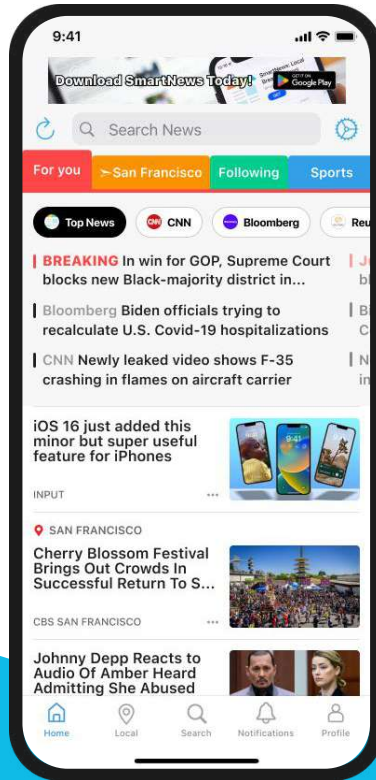 9:41
Download SmartNews Today!
GET IT ON
Google Play
Search News
For you
San Francisco
Following
Sports
Top News
CNN
CNN
Bloomberg
Reu
BREAKING In win for GOP, Supreme Court
blocks new Black-majority district in...
Bloomberg Biden officials trying to
recalculate U.S. Covid-19 hospitalizations
CNN Newly leaked video shows F-35
crashing in flames on aircraft carrier
iOS 16 just added this
minor but super useful
feature for iPhones
INPUT
9:41
SAN FRANCISCO
Cherry Blossom Festival
Brings Out Crowds In
Successful Return To S...
CBS SAN FRANCISCO
Johnny Depp Reacts to
Audio Of Amber Heard
Admitting She Abused
Home
Local
Search
Notifications
Profile